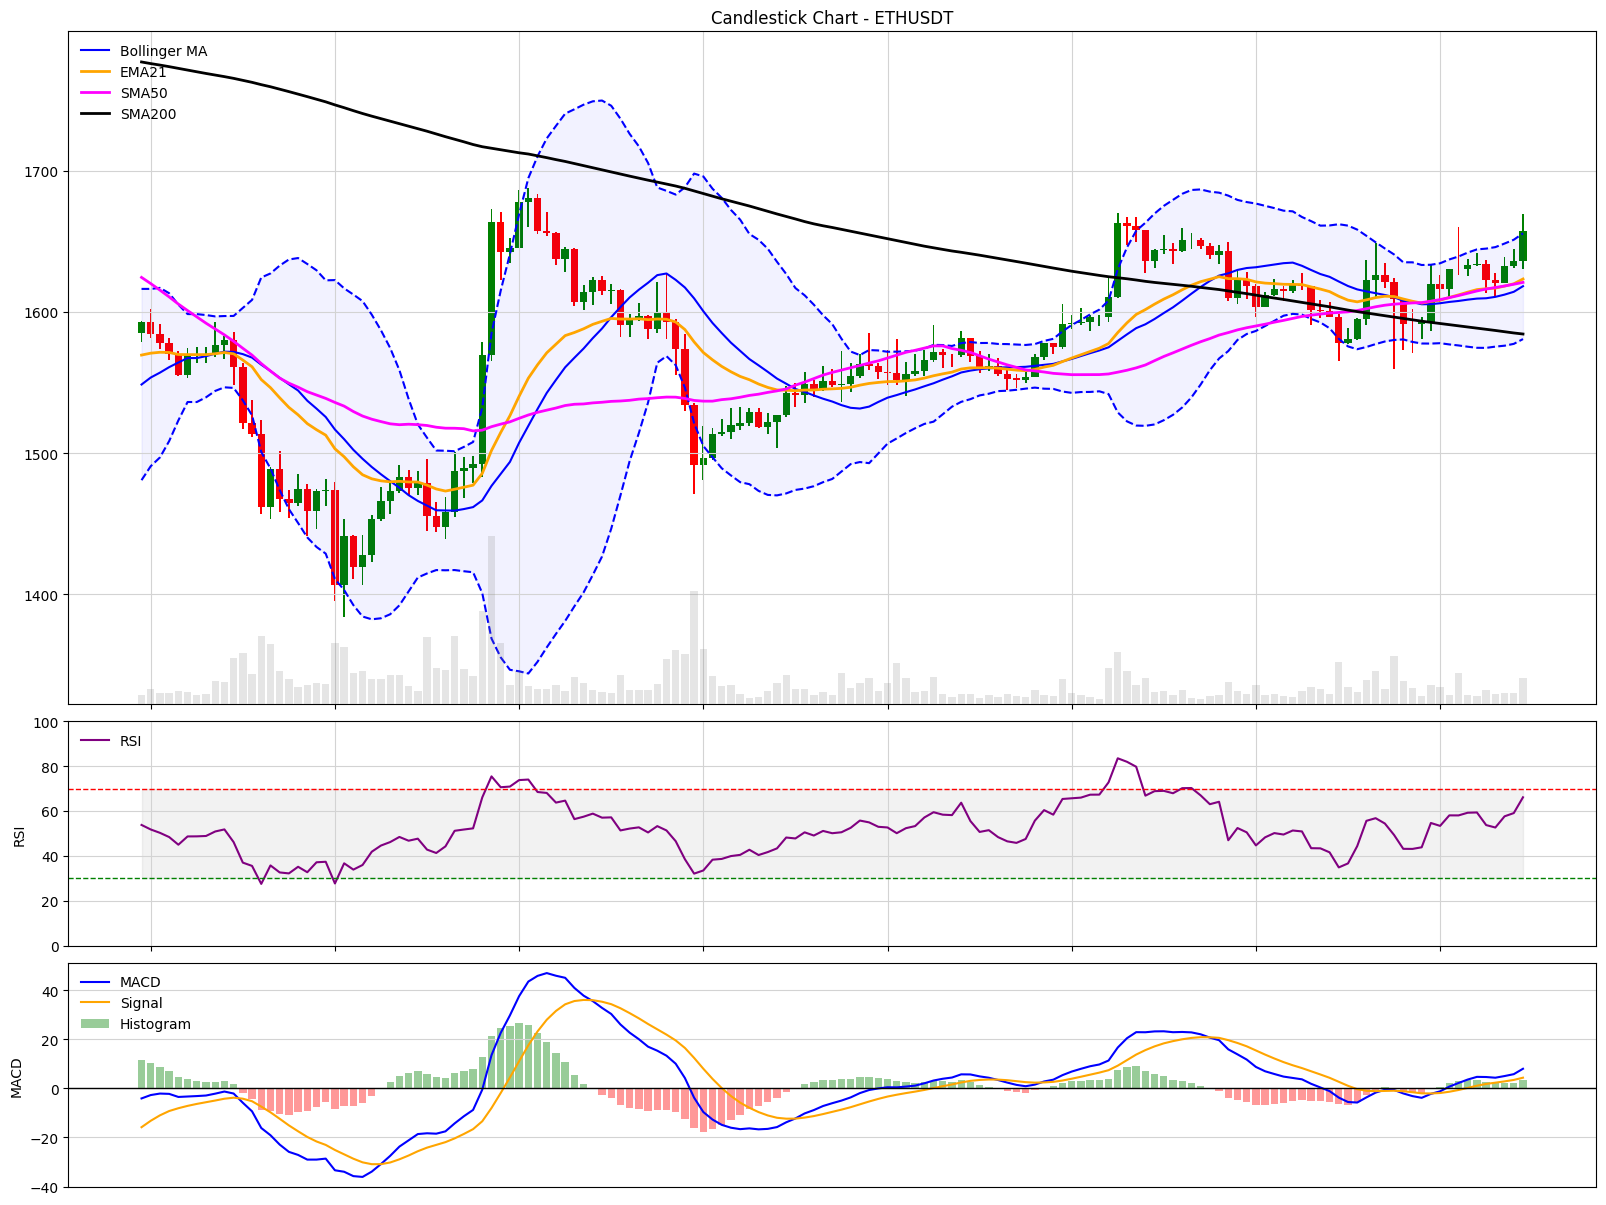 Candlestick Chart - ETHUSDT
Bollinger MA
EMA21
SMA50
SMA200
1700
1600
1500
1400
RSI
100
80
60
40
20
0
RSI
MACD
Signal
Histogram
40
20
0
−20
−40
MACD